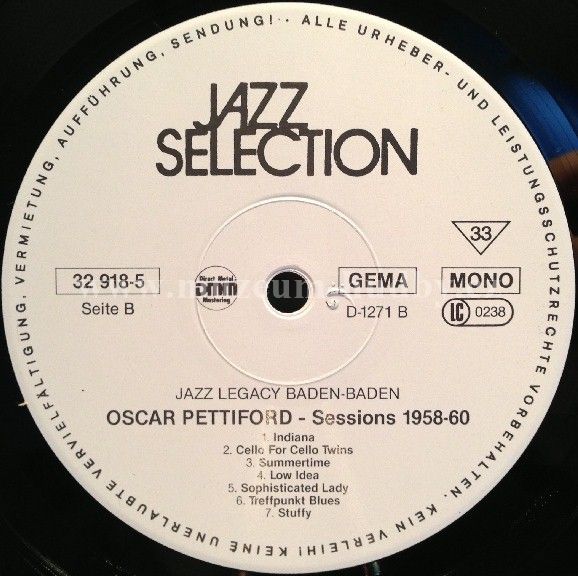 ALLE URHEBER- UND LEISTUNGSSCHUTZRECHTE VORBEHALTEN. KEIN VERLEIH! KEINE UNERLAUBTE VERVIELFÄLTIGUNG, VERMIETUNG, AUFFÜHRUNG, SENDUNG! ·
JAZZ
SELECTION
33
32 918-5
Direct Metal
DMM
Mastering
GEMA
MONO
Seite B
D-1271 B
LC 0238
JAZZ LEGACY BADEN-BADEN
OSCAR PETTIFORD - Sessions 1958-60
1. Indiana
2. Cello For Cello Twins
3. Summertime
4. Low Idea
5. Sophisticated Lady
6. Treffpunkt Blues
7. Stuffy